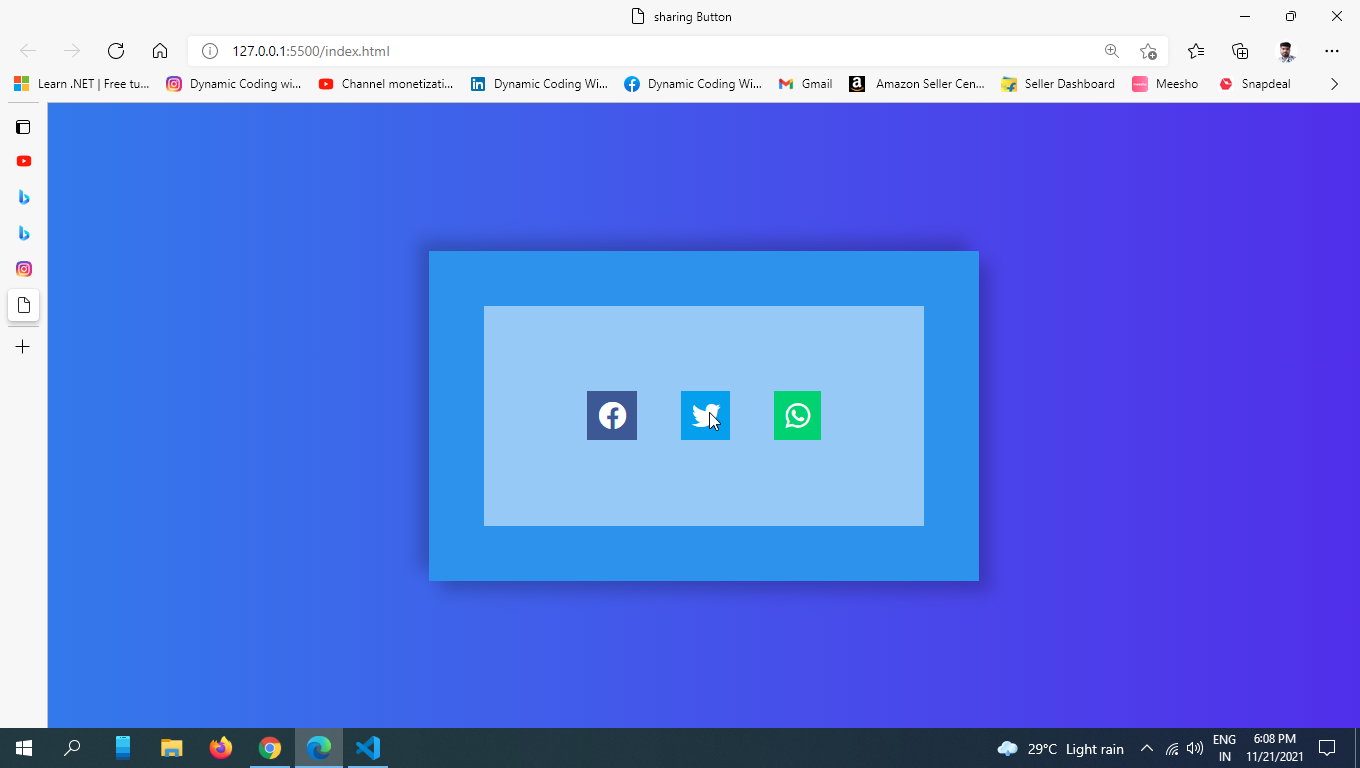 sharing Button
127.0.0.1:5500/index.html
Learn .NET | Free tu... Dynamic Coding wi... Channel monetizati... Dynamic Coding Wi... Dynamic Coding Wi... Gmail Amazon Seller Cen... Seller Dashboard Meesho Snapdeal
29°C Light rain
ENG
IN
6:08 PM
11/21/2021